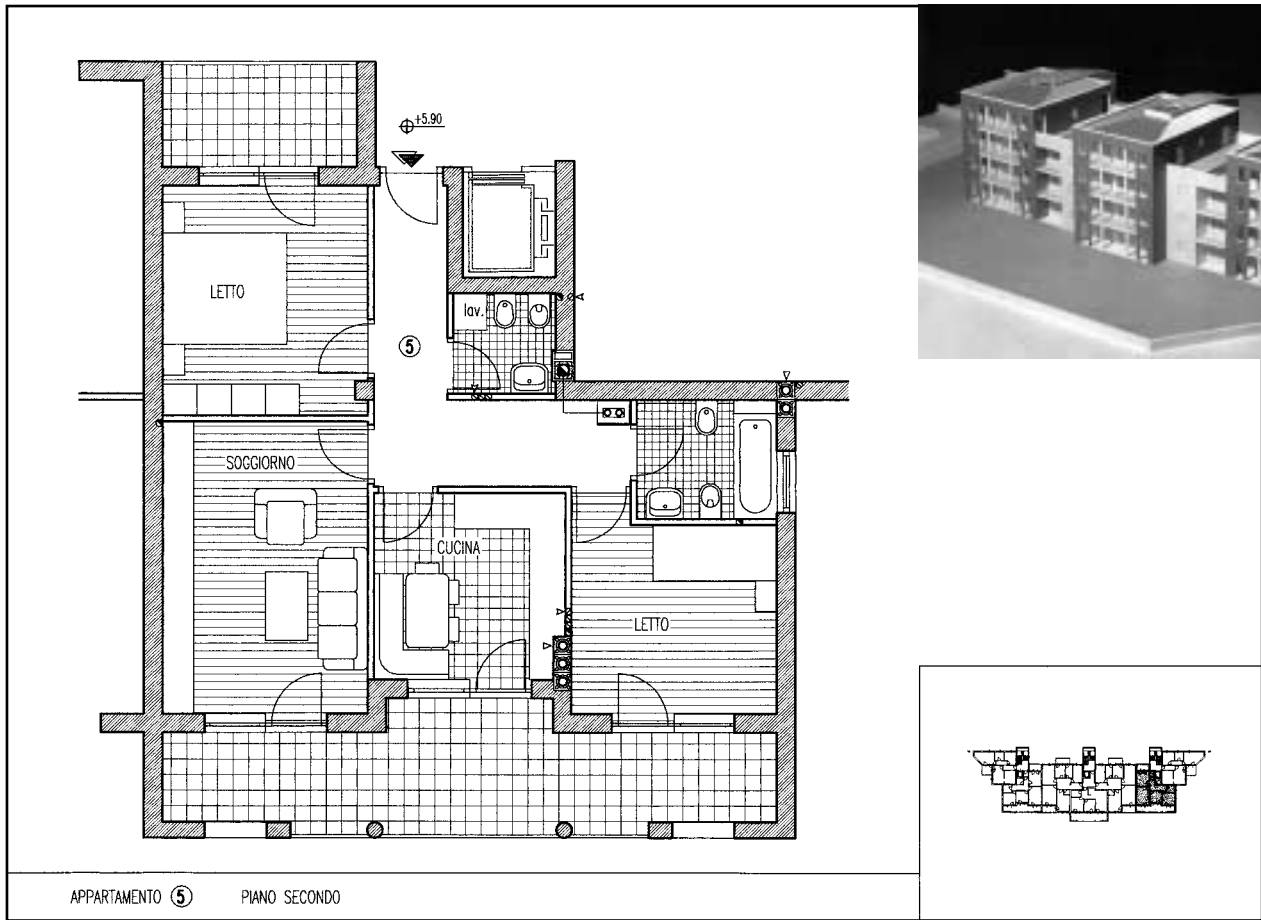 +5.90
LETTO
lav.
5
SOGGIORNO
CUCINA
LETTO
APPARTAMENTO 5 PIANO SECONDO